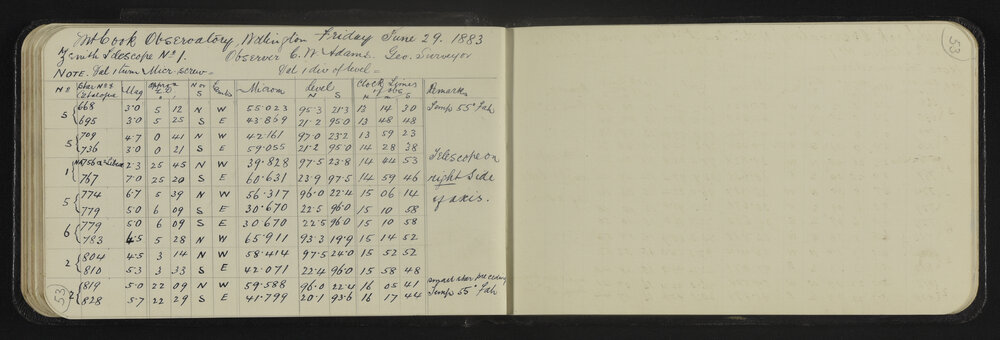 Mt Cook Observatory, Wellington Friday June 29. 1883
Zenith Telescope No 1. Observer C. W. Adams. Geo. Surveyor
NOTE. Val 1 turn Micr-screw = Val 1 div of level =
No Star Nos Catalogue Mag Approx Z.D. N or S Microm Level N S Clock Times of obs H m S Remarks
5 { 668 3.0 5 12 N W 55.023 95.3 21.3 13 14 30 Temp 55° Fah
695 3.0 5 25 S E 43.869 21.2 95.0 13 48 48
5 { 709 4.7 0 41 N W 42.161 97.0 23.2 13 59 23
736 3.0 0 21 S E 59.055 21.2 95.0 14 28 38
1 { 2.3 25 45 N W 39.828 97.5 23.8 14 44 53 Telescope on
767 7.0 25 20 S E 60.631 23.9 97.5 14 59 46 right side
5 { 774 6.7 5 39 N W 56.317 96.0 22.4 15 06 14 of axis.
779 5.0 6 09 S E 30.670 22.5 96.0 15 10 58
6 { 779 5.0 6 09 S E 30.670 22.5 96.0 15 10 58
783 4.5 5 28 N W 65.911 93.3 19.9 15 14 52
2 { 804 4.5 3 14 N W 58.414 97.5 24.0 15 52 52
810 5.3 3 33 S E 42.071 22.4 96.0 15 58 48
2 { 819 5.0 22 09 N W 59.588 96.0 22.4 16 05 41 small star preceding
828 5.7 22 29 S E 41.799 20.1 93.6 16 17 44 Temp 55° Fah
53
53